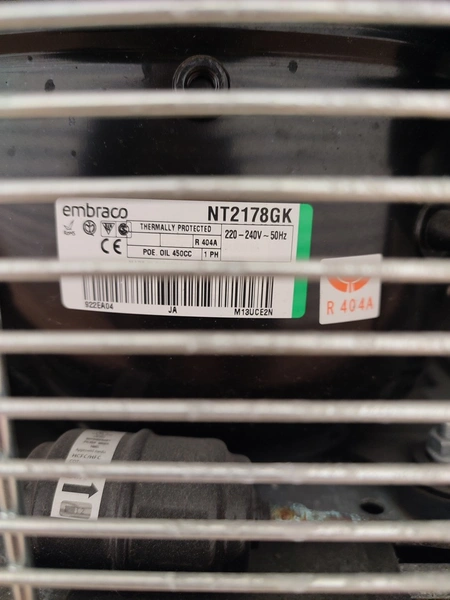 embraco NT2178GK
THERMALLY PROTECTED 220-240V~50Hz
R 404A
CE
POE. OIL 450CC 1 PH
922EA04 JA M13UCE2N
R 404A